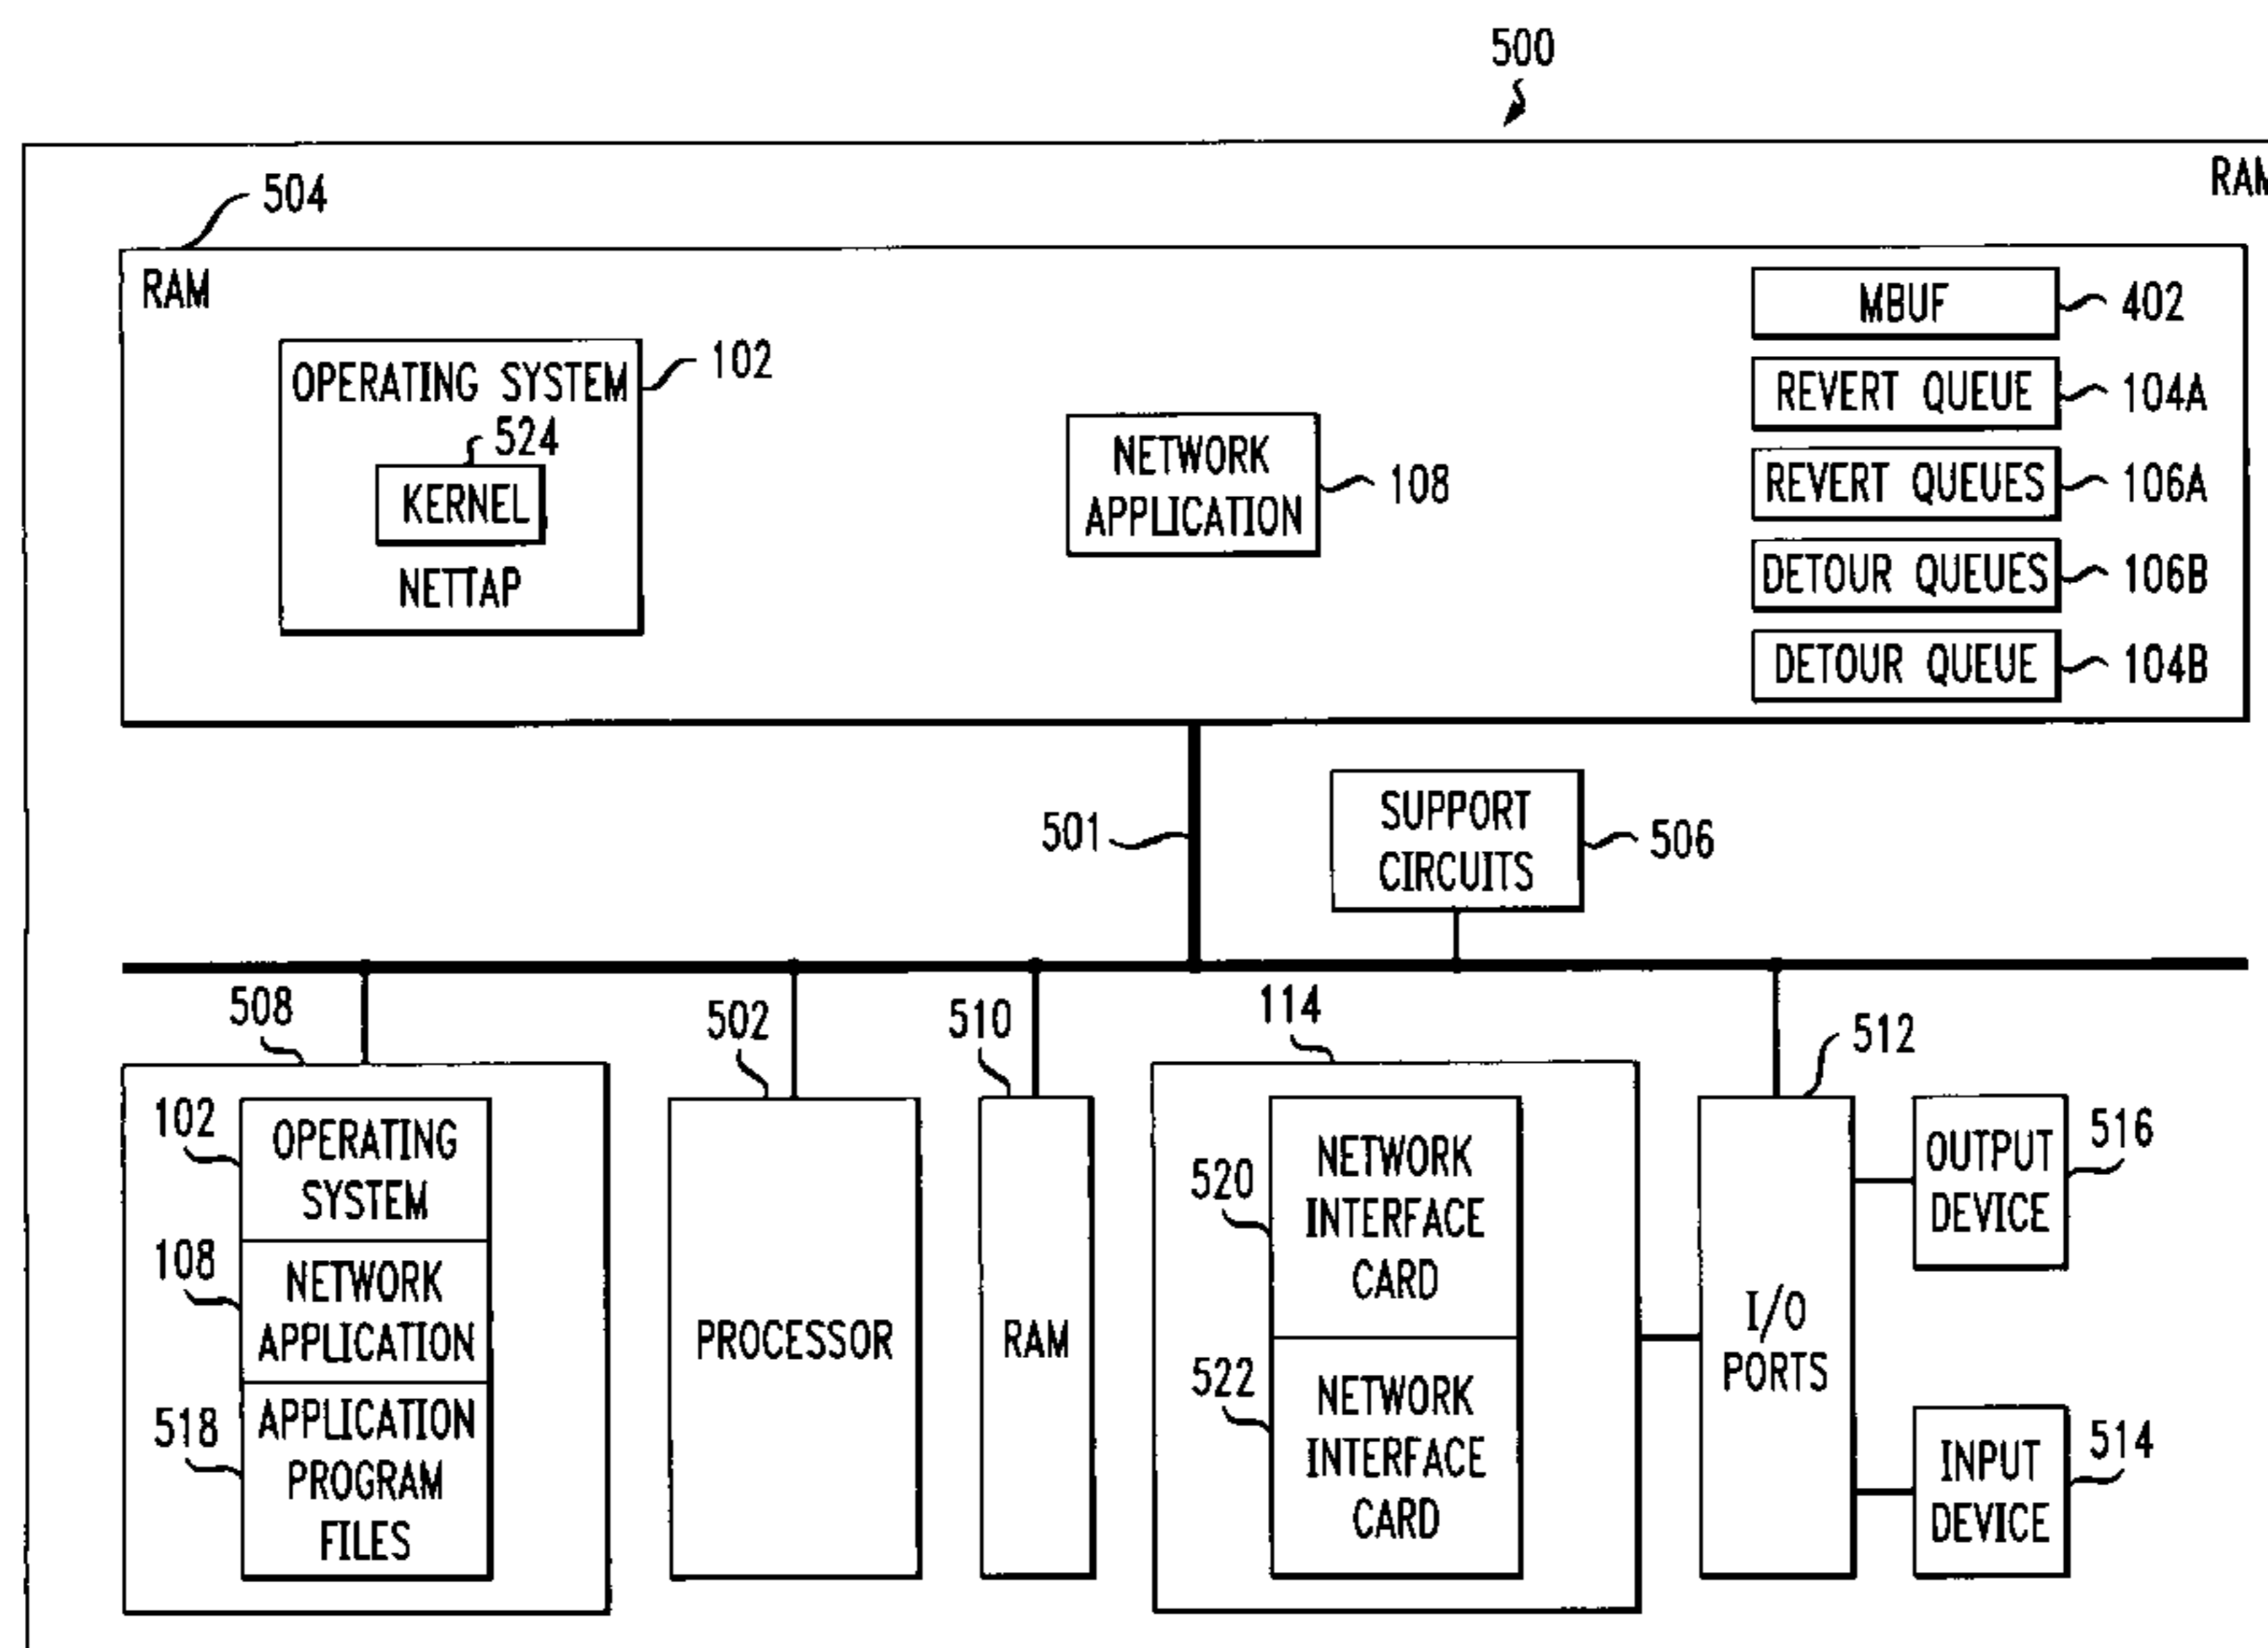 500
RAM
504
RAM
MBUF
402
OPERATING SYSTEM
102
524
KERNEL
NETTAP
NETWORK
APPLICATION
108
REVERT QUEUE
104A
REVERT QUEUES
106A
DETOUR QUEUES
106B
DETOUR QUEUE
104B
501
SUPPORT
CIRCUITS
506
508
102
OPERATING
SYSTEM
108
NETWORK
APPLICATION
518
APPLICATION
PROGRAM
FILES
502
PROCESSOR
510
RAM
114
520
NETWORK
INTERFACE
CARD
522
NETWORK
INTERFACE
CARD
512
I/O
PORTS
OUTPUT
DEVICE
516
INPUT
DEVICE
514